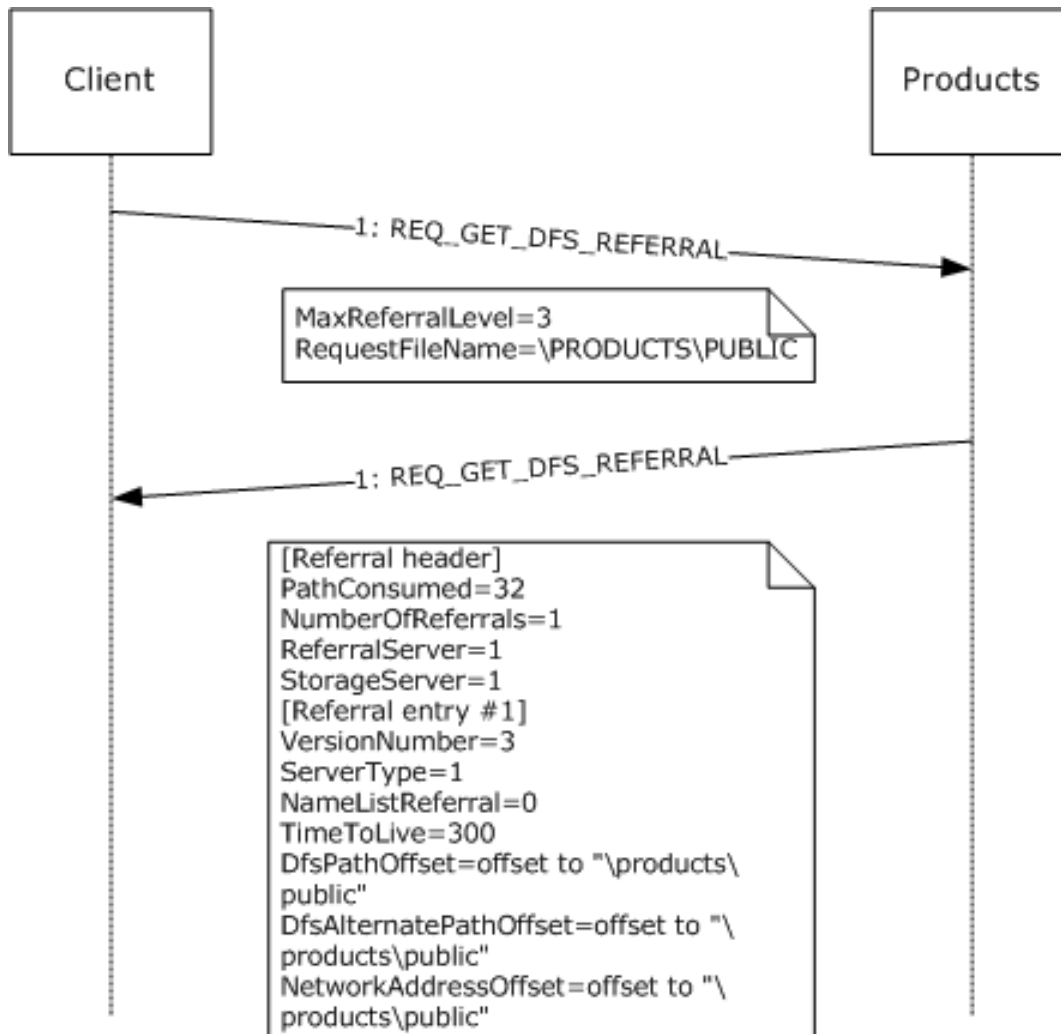 Client
Products
1: REQ_GET_DFS_REFERRAL
MaxReferralLevel=3
RequestFileName=\PRODUCTS\PUBLIC
1: REQ_GET_DFS_REFERRAL
[Referral header]
PathConsumed=32
NumberOfReferrals=1
ReferralServer=1
StorageServer=1
[Referral entry #1]
VersionNumber=3
ServerType=1
NameListReferral=0
TimeToLive=300
DfsPathOffset=offset to "\products\
public"
DfsAlternatePathOffset=offset to "\
products\public"
NetworkAddressOffset=offset to "\
products\public"